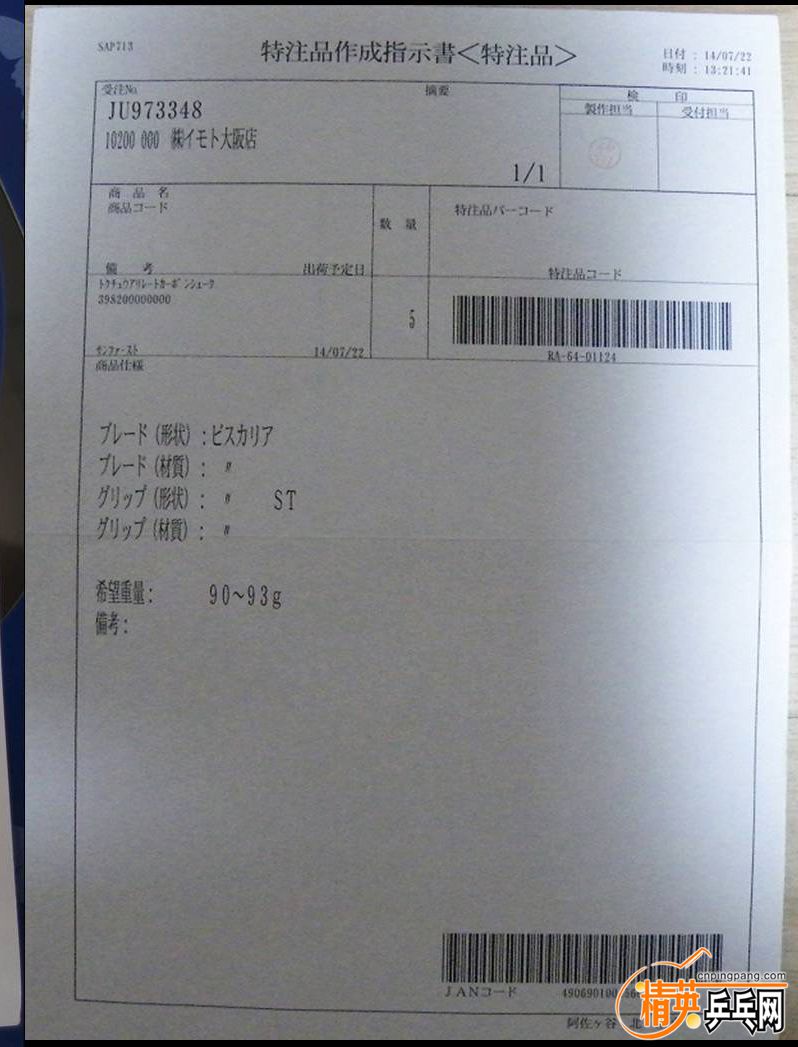 SAP713
特注品作成指示書＜特注品＞
日付 : 14/07/22
時刻 : 13:21:41
受注No.
JU973348
摘要
検 印
製作担当 受付担当
10200 000 ㈱イモト大阪店
1/1
商 品 名
商品コード
数 量
特注品バーコード
備 考 出荷予定日
特注品コード
ﾄｸﾁｭｳｱﾘﾚｰﾄｶｰﾎﾞﾝｼｪｰｸ
398200000000
5
ｻﾝﾌｧｰｽﾄ 14/07/22
RA-64-01124
商品仕様
ブレード（形状）：ビスカリア
ブレード（材質）： 〃
グリップ（形状）： 〃 ST
グリップ（材質）： 〃
希望重量： 90～93g
備考：
JANコード
阿佐ヶ谷 北
cnpingpang.com
精英乒乓网